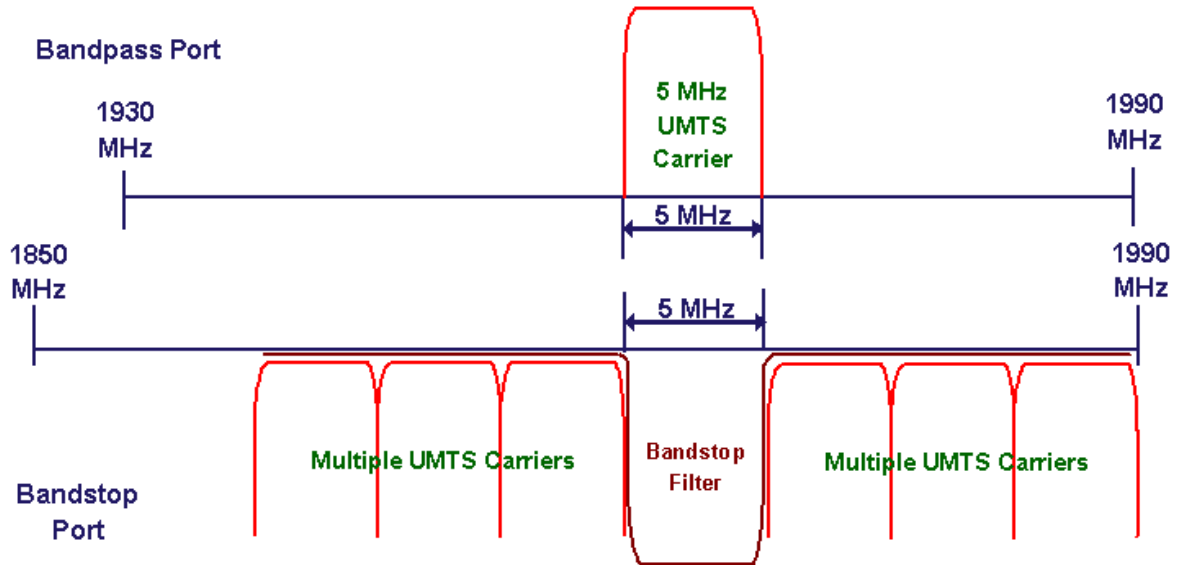 Bandpass Port
1930
MHz
5 MHz
UMTS
Carrier
1990
MHz
5 MHz
1850
MHz
1990
MHz
5 MHz
Multiple UMTS Carriers
Bandstop
Filter
Multiple UMTS Carriers
Bandstop
Port